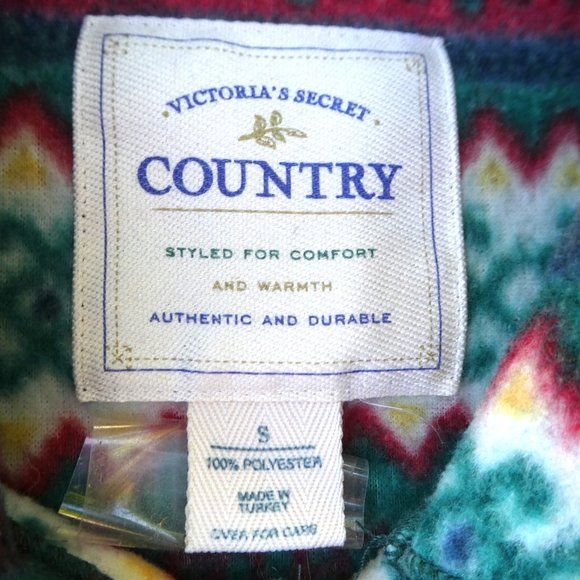 VICTORIA'S SECRET
COUNTRY
STYLED FOR COMFORT
AND WARMTH
AUTHENTIC AND DURABLE
S
100% POLYESTER
MADE IN
TURKEY
OVER FOR CARE